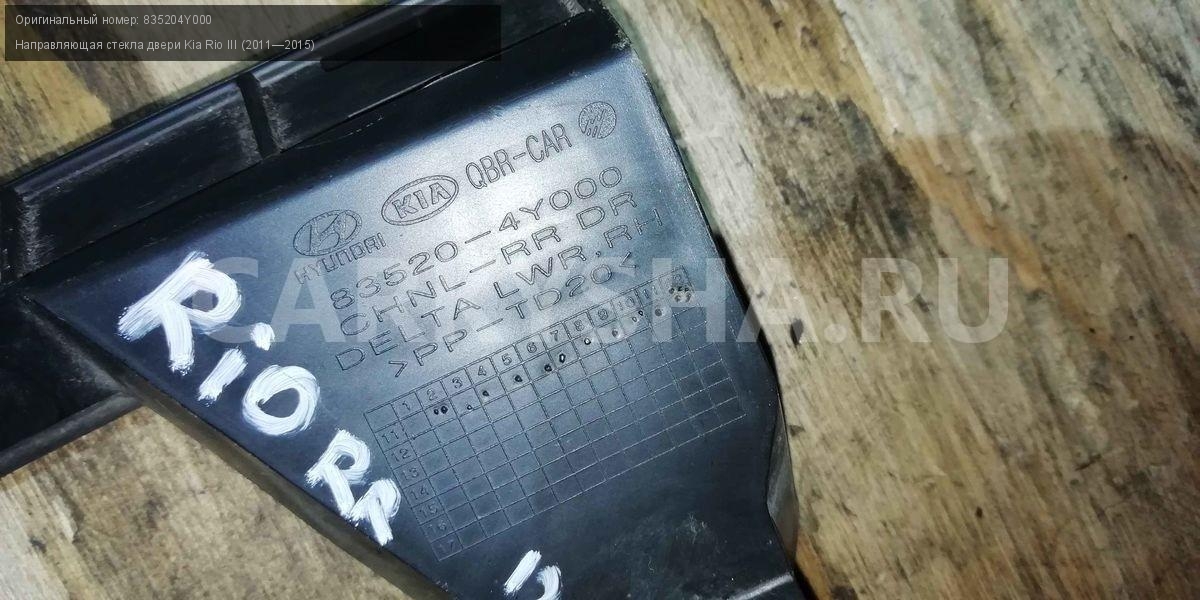 Оригинальный номер: 835204Y000
Направляющая стекла двери Kia Rio III (2011—2015)
HYUNDAI KIA QBR-CAR
83520-4Y000
CHNL-RR DR
DELTA LWR,RH
>PP-TD20<
1 2 3 4 5 6 7 8 9 10 11 12
11
12
13
14
15
16
17
CARUSHA.RU
RiO RR